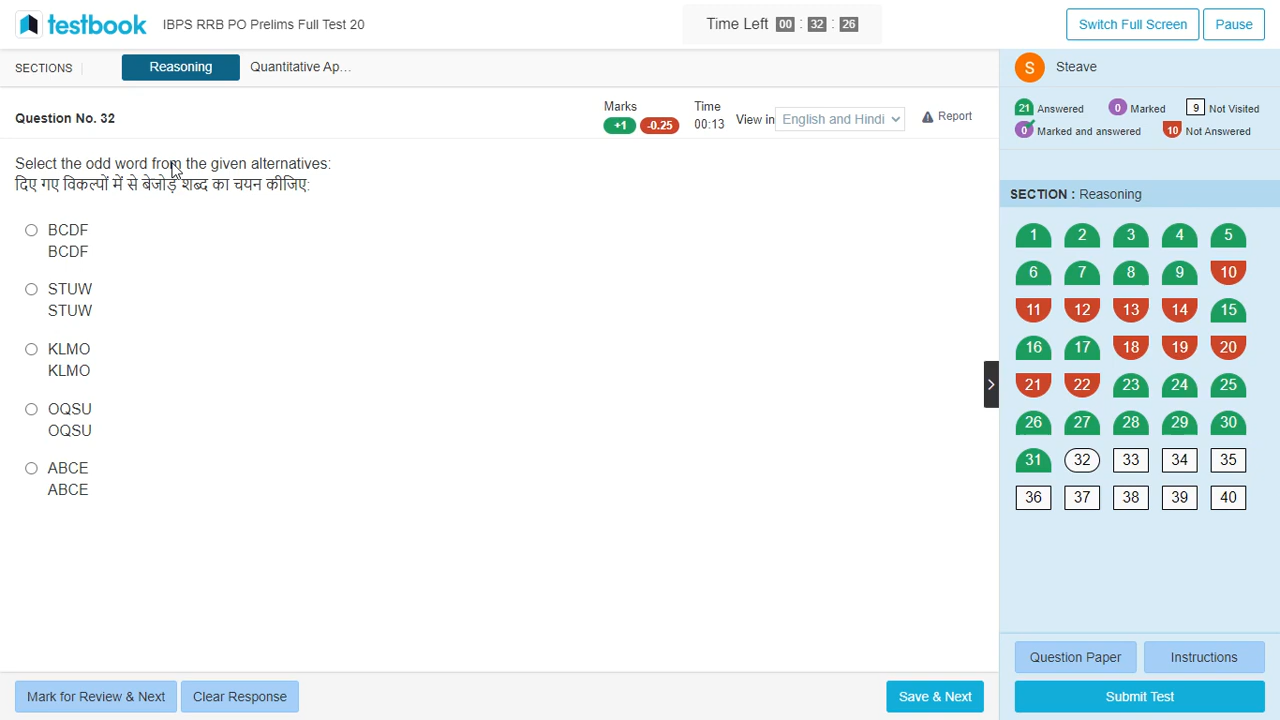 testbook IBPS RRB PO Prelims Full Test 20 Time Left 00 : 32 : 26 Switch Full Screen Pause
SECTIONS Reasoning Quantitative Ap... S Steave
Question No. 32 Marks +1 -0.25 Time 00:13 View in English and Hindi Report
21 Answered 0 Marked 9 Not Visited
0 Marked and answered 10 Not Answered
Select the odd word from the given alternatives:
दिए गए विकल्पों में से बेजोड़ शब्द का चयन कीजिए:
BCDF
BCDF
STUW
STUW
KLMO
KLMO
OQSU
OQSU
ABCE
ABCE
SECTION : Reasoning
1 2 3 4 5
6 7 8 9 10
11 12 13 14 15
16 17 18 19 20
21 22 23 24 25
26 27 28 29 30
31 32 33 34 35
36 37 38 39 40
Question Paper Instructions
Mark for Review & Next Clear Response Save & Next Submit Test